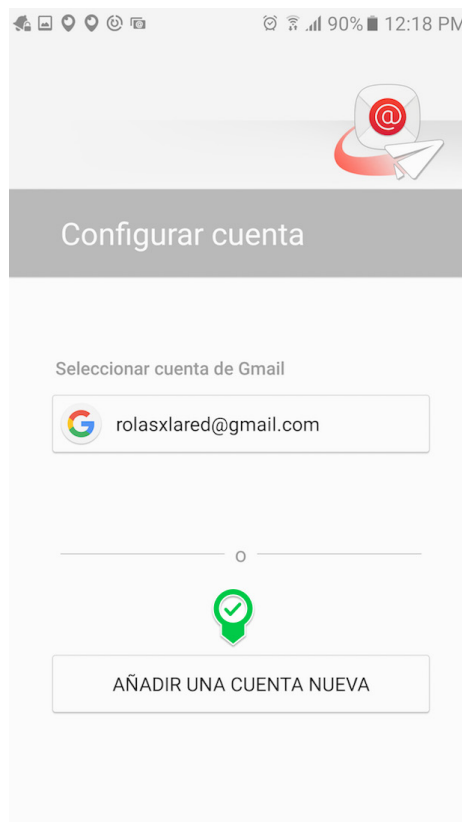 90% 12:18 PM
@
Configurar cuenta
Seleccionar cuenta de Gmail
G rolasxlared@gmail.com
o
AÑADIR UNA CUENTA NUEVA